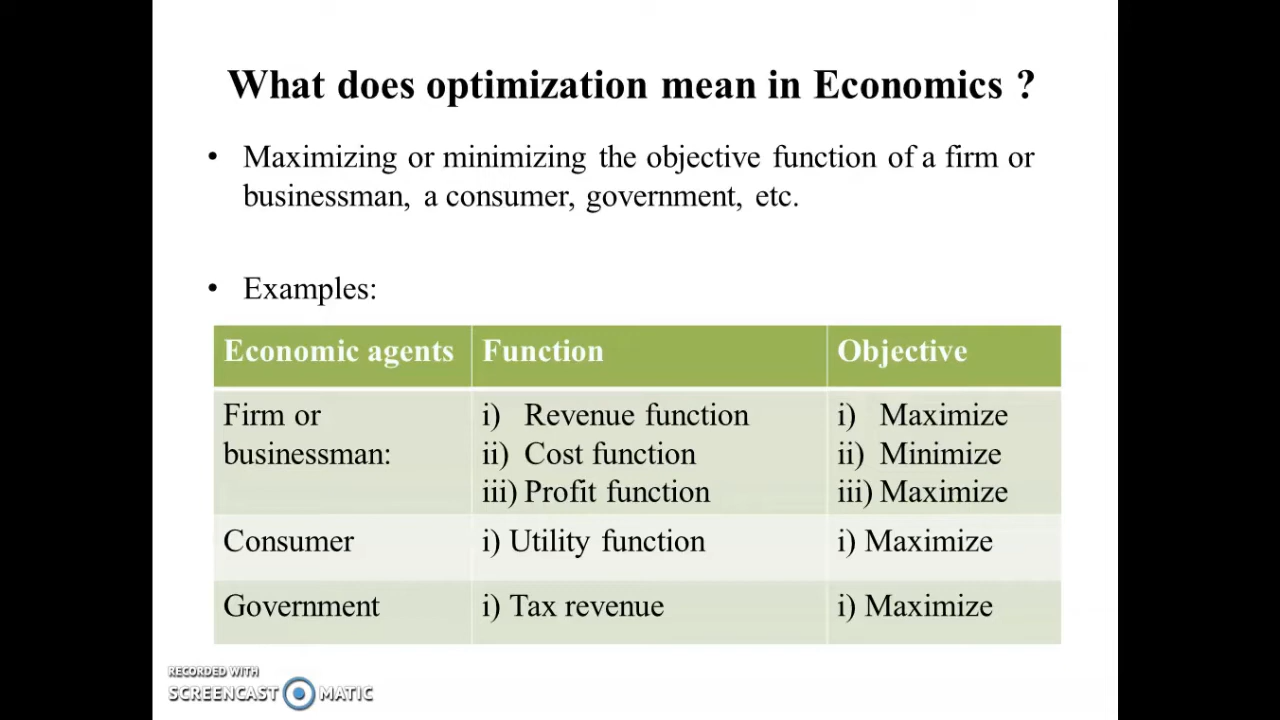 What does optimization mean in Economics ?
• Maximizing or minimizing the objective function of a firm or
businessman, a consumer, government, etc.
• Examples:
Economic agents Function Objective
Firm or i) Revenue function i) Maximize
businessman: ii) Cost function ii) Minimize
iii) Profit function iii) Maximize
Consumer i) Utility function i) Maximize
Government i) Tax revenue i) Maximize
RECORDED WITH
SCREENCAST MATIC